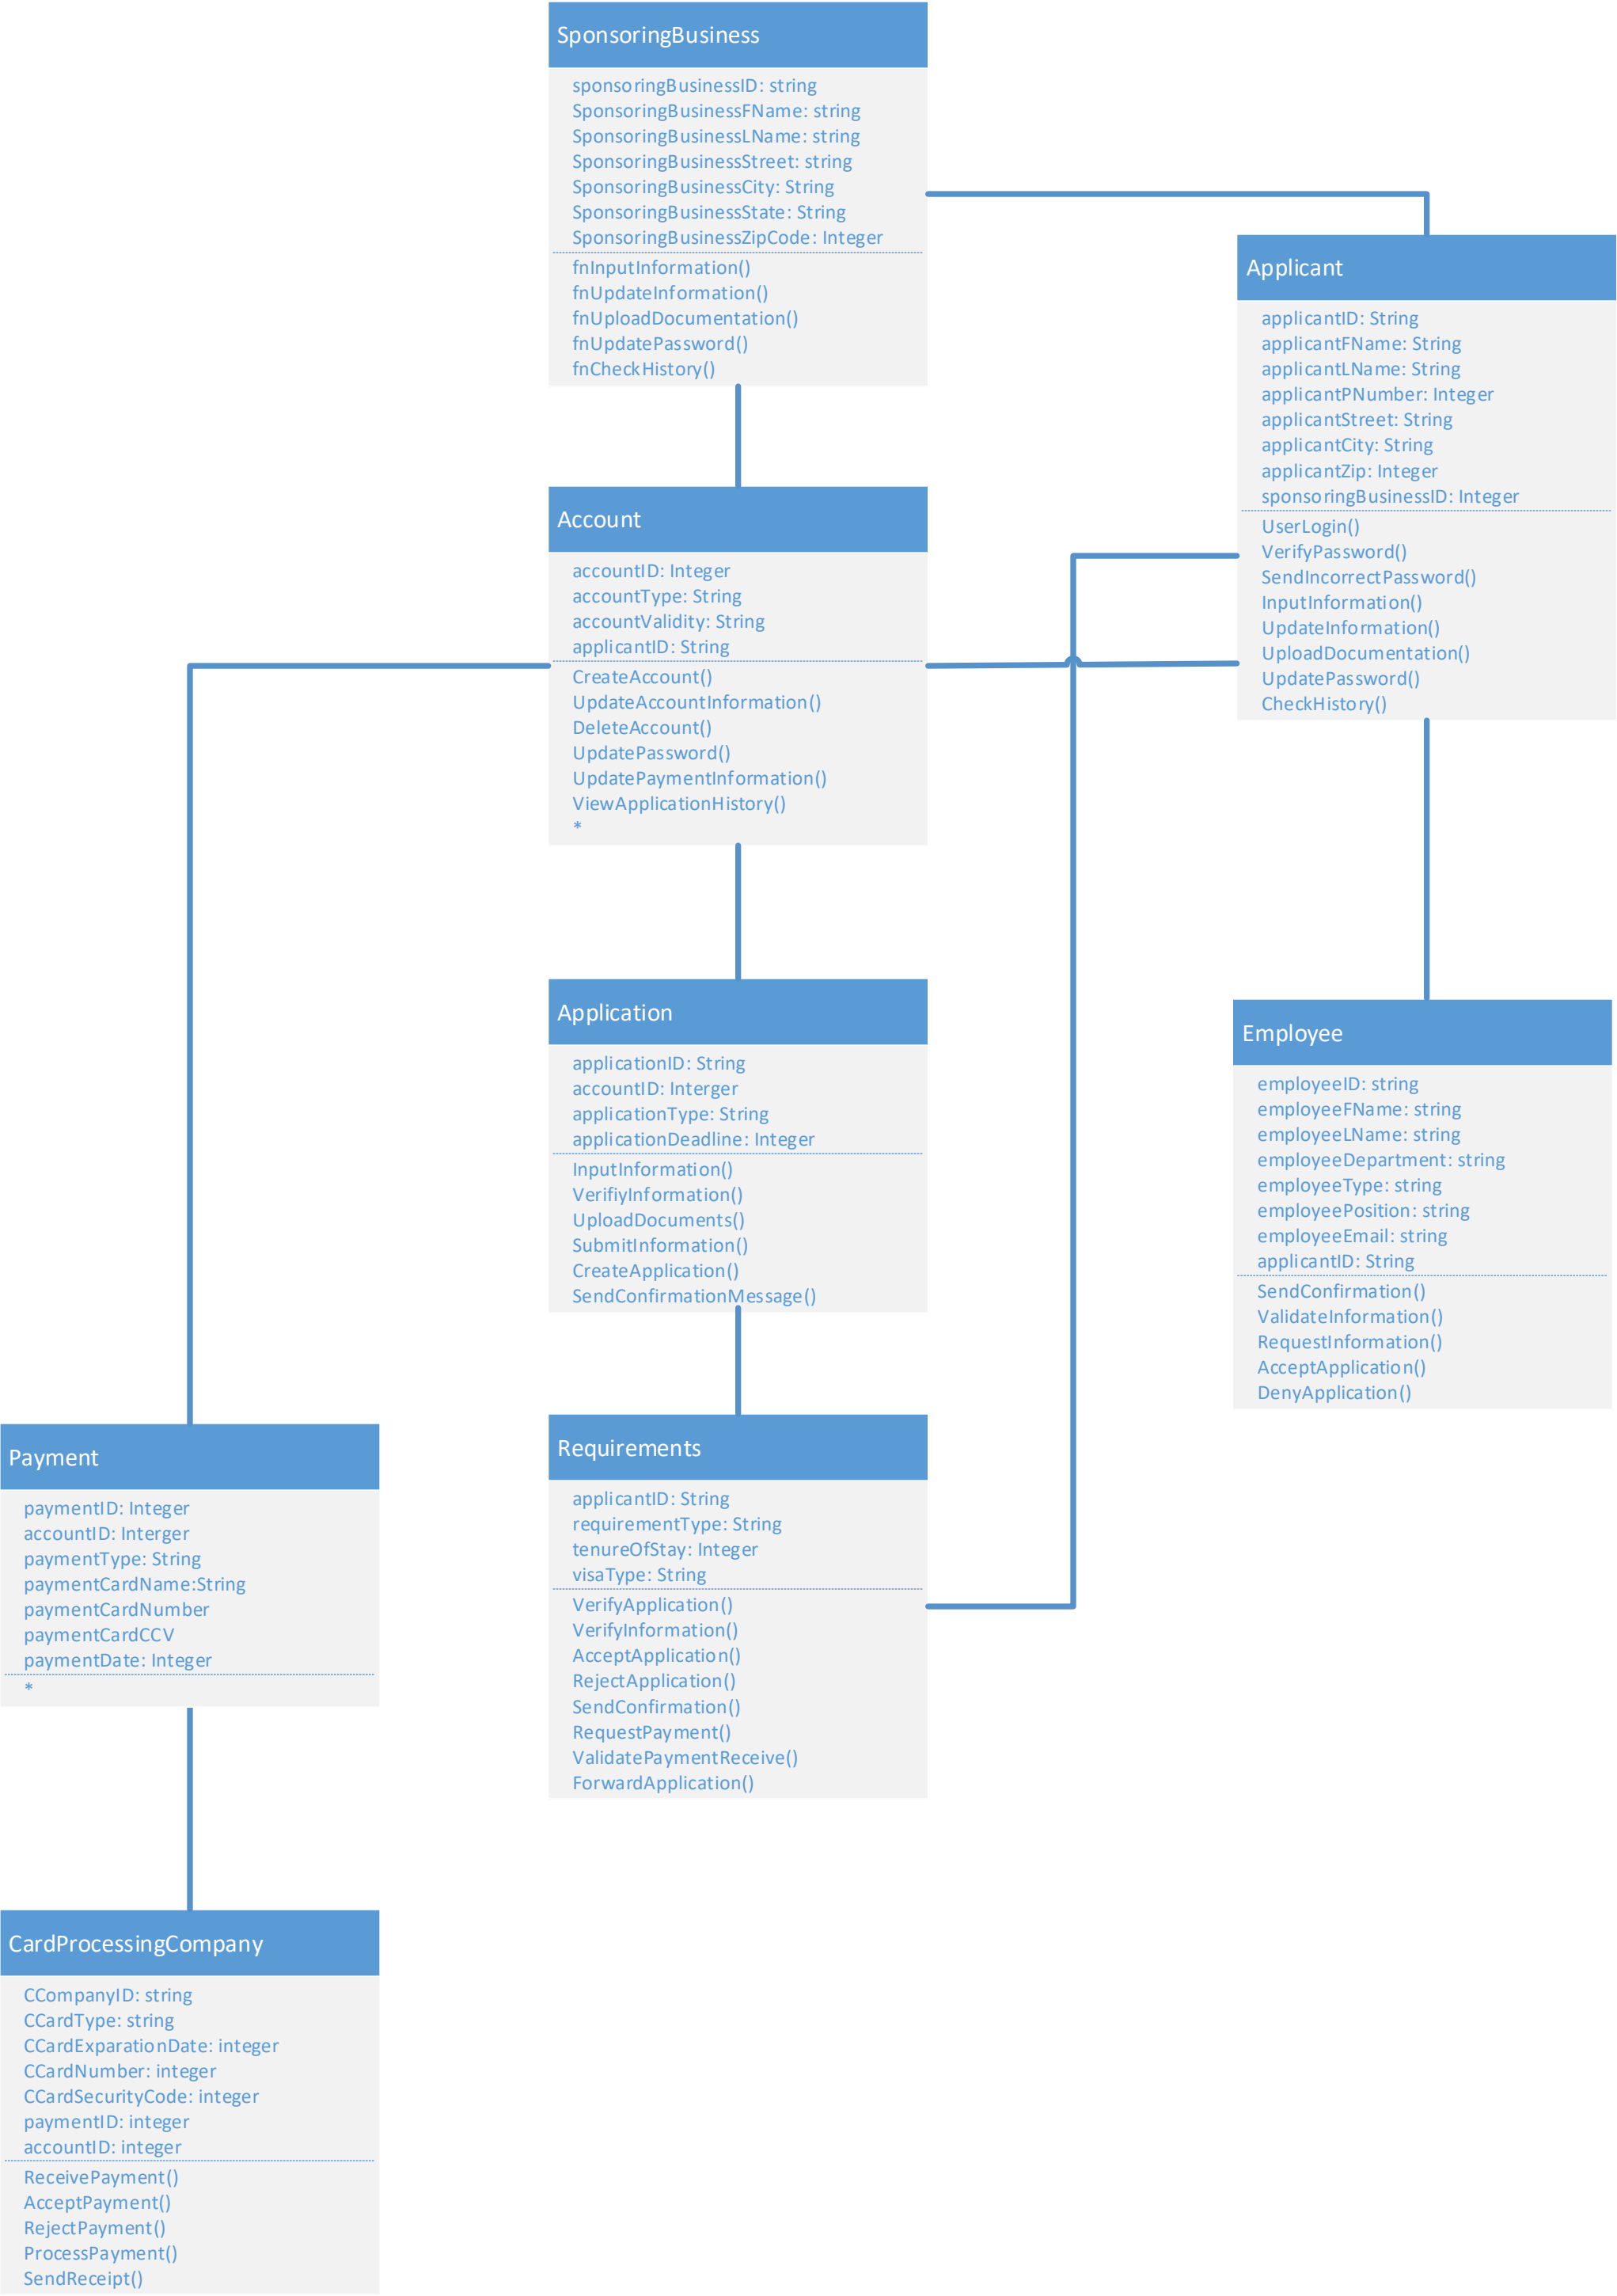 SponsoringBusiness
sponsoringBusinessID: string
SponsoringBusinessFName: string
SponsoringBusinessLName: string
SponsoringBusinessStreet: string
SponsoringBusinessCity: String
SponsoringBusinessState: String
SponsoringBusinessZipCode: Integer
fnInputInformation()
fnUpdateInformation()
fnUploadDocumentation()
fnUpdatePassword()
fnCheckHistory()
Applicant
applicantID: String
applicantFName: String
applicantLName: String
applicantPNumber: Integer
applicantStreet: String
applicantCity: String
applicantZip: Integer
sponsoringBusinessID: Integer
UserLogin()
VerifyPassword()
SendIncorrectPassword()
InputInformation()
UpdateInformation()
UploadDocumentation()
UpdatePassword()
CheckHistory()
Account
accountID: Integer
accountType: String
accountValidity: String
applicantID: String
CreateAccount()
UpdateAccountInformation()
DeleteAccount()
UpdatePassword()
UpdatePaymentInformation()
ViewApplicationHistory()
*
Application
applicationID: String
accountID: Interger
applicationType: String
applicationDeadline: Integer
InputInformation()
VerifiyInformation()
UploadDocuments()
SubmitInformation()
CreateApplication()
SendConfirmationMessage()
Employee
employeeID: string
employeeFName: string
employeeLName: string
employeeDepartment: string
employeeType: string
employeePosition: string
employeeEmail: string
applicantID: String
SendConfirmation()
ValidateInformation()
RequestInformation()
AcceptApplication()
DenyApplication()
Requirements
applicantID: String
requirementType: String
tenureOfStay: Integer
visaType: String
VerifyApplication()
VerifyInformation()
AcceptApplication()
RejectApplication()
SendConfirmation()
RequestPayment()
ValidatePaymentReceive()
ForwardApplication()
Payment
paymentID: Integer
accountID: Interger
paymentType: String
paymentCardName:String
paymentCardNumber
paymentCardCCV
paymentDate: Integer
*
CardProcessingCompany
CCompanyID: string
CCardType: string
CCardExparationDate: integer
CCardNumber: integer
CCardSecurityCode: integer
paymentID: integer
accountID: integer
ReceivePayment()
AcceptPayment()
RejectPayment()
ProcessPayment()
SendReceipt()